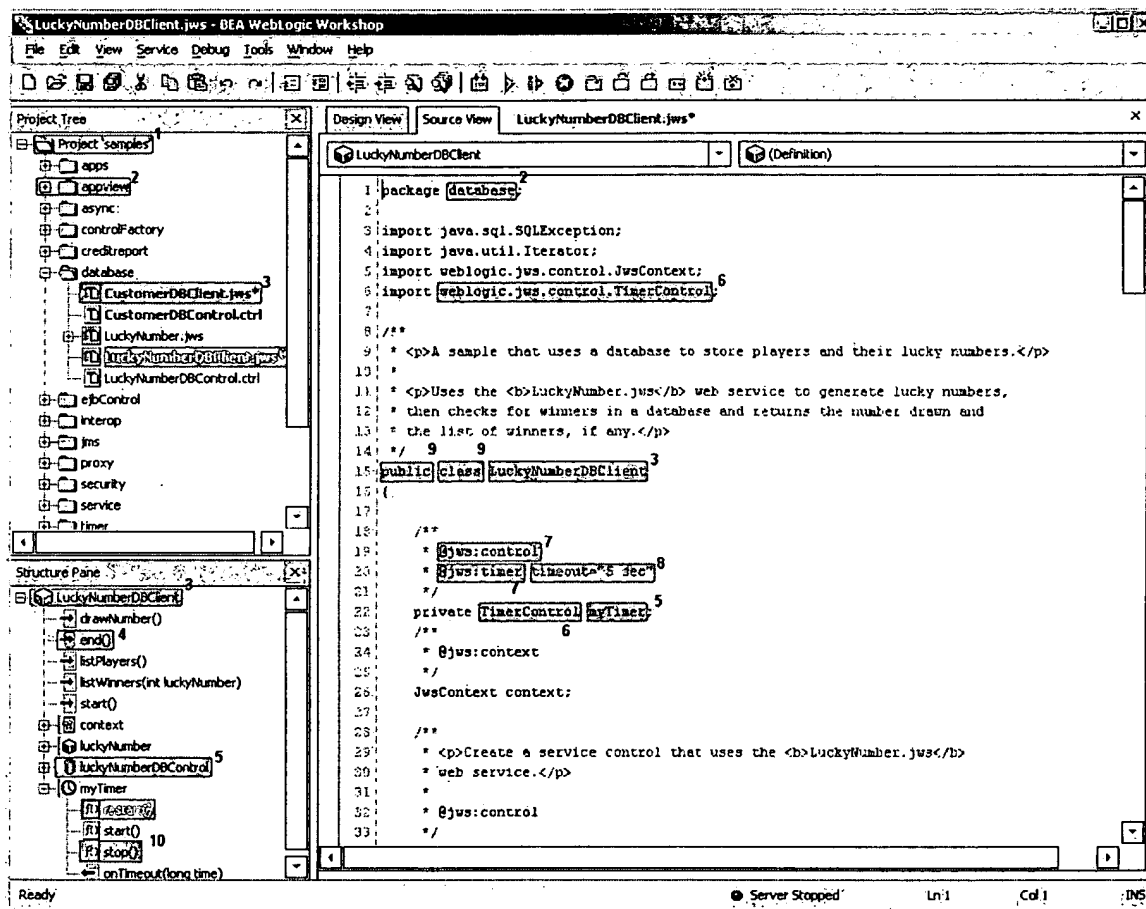 LuckyNumberDBClient.jws - BEA WebLogic Workshop
File Edit View Service Debug Tools Window Help
Project Tree
Project 'samples' 1
apps
appview 2
async
controlFactory
creditreport
database
CustomerDBClient.jws* 3
CustomerDBControl.ctrl
LuckyNumber.jws
LuckyNumberDBClient.jws*
LuckyNumberDBControl.ctrl
ejbControl
interop
jms
proxy
security
service
timer
Structure Pane
LuckyNumberDBClient 3
drawNumber()
end() 4
listPlayers()
listWinners(int luckyNumber)
start()
context
luckyNumber
luckyNumberDBControl 5
myTimer
restart()
start()
stop() 10
onTimeout(long time)
Design View Source View LuckyNumberDBClient.jws*
LuckyNumberDBClient (Definition)
1 package database; 2
2
3 import java.sql.SQLException;
4 import java.util.Iterator;
5 import weblogic.jws.control.JwsContext;
6 import weblogic.jws.control.TimerControl; 6
7
8 /**
9 * <p>A sample that uses a database to store players and their lucky numbers.</p>
10 *
11 * <p>Uses the <b>LuckyNumber.jws</b> web service to generate lucky numbers,
12 * then checks for winners in a database and returns the number drawn and
13 * the list of winners, if any.</p>
14 */ 9 9
15 public class LuckyNumberDBClient 3
16 {
17
18 /**
19 * @jws:control 7
20 * @jws:timer timeout="5 sec" 8
21 */ 7
22 private TimerControl myTimer; 5
23 /** 6
24 * @jws:context
25 */
26 JwsContext context;
27
28 /**
29 * <p>Create a service control that uses the <b>LuckyNumber.jws</b>
30 * web service.</p>
31 *
32 * @jws:control
33 */
Ready Server Stopped Ln 1 Col 1 INS